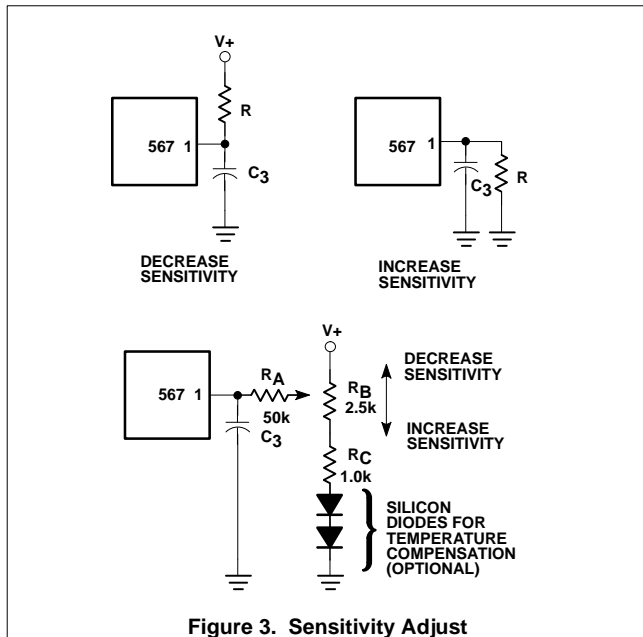 V+
R
567 1
C3
DECREASE
SENSITIVITY
567 1
C3
R
INCREASE
SENSITIVITY
V+
567 1
RA
50k
C3
RB
2.5k
DECREASE
SENSITIVITY
INCREASE
SENSITIVITY
RC
1.0k
SILICON
DIODES FOR
TEMPERATURE
COMPENSATION
(OPTIONAL)
Figure 3. Sensitivity Adjust